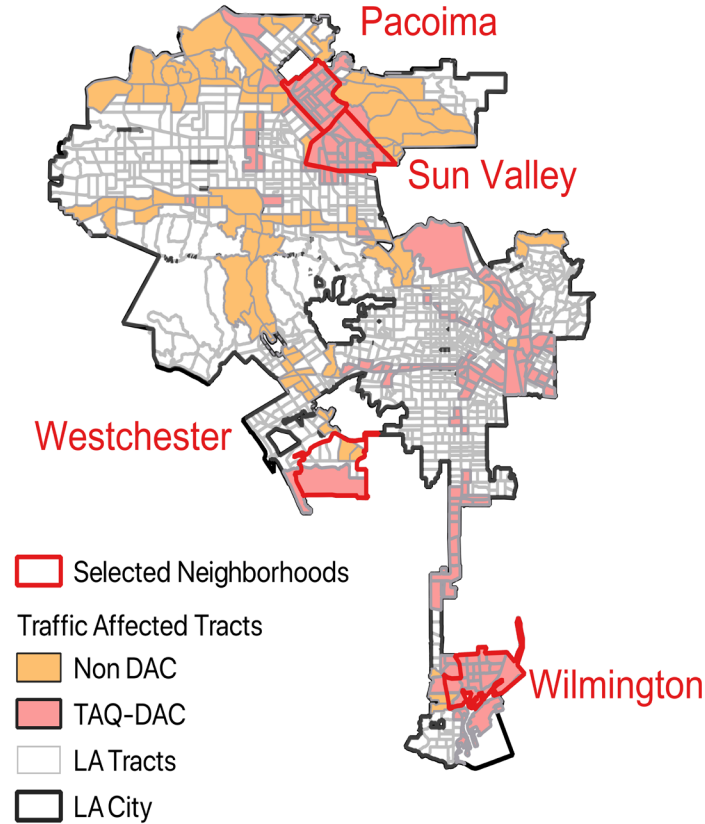 Pacoima
Sun Valley
Westchester
Selected Neighborhoods
Traffic Affected Tracts
Non DAC
TAQ-DAC
LA Tracts
LA City
Wilmington